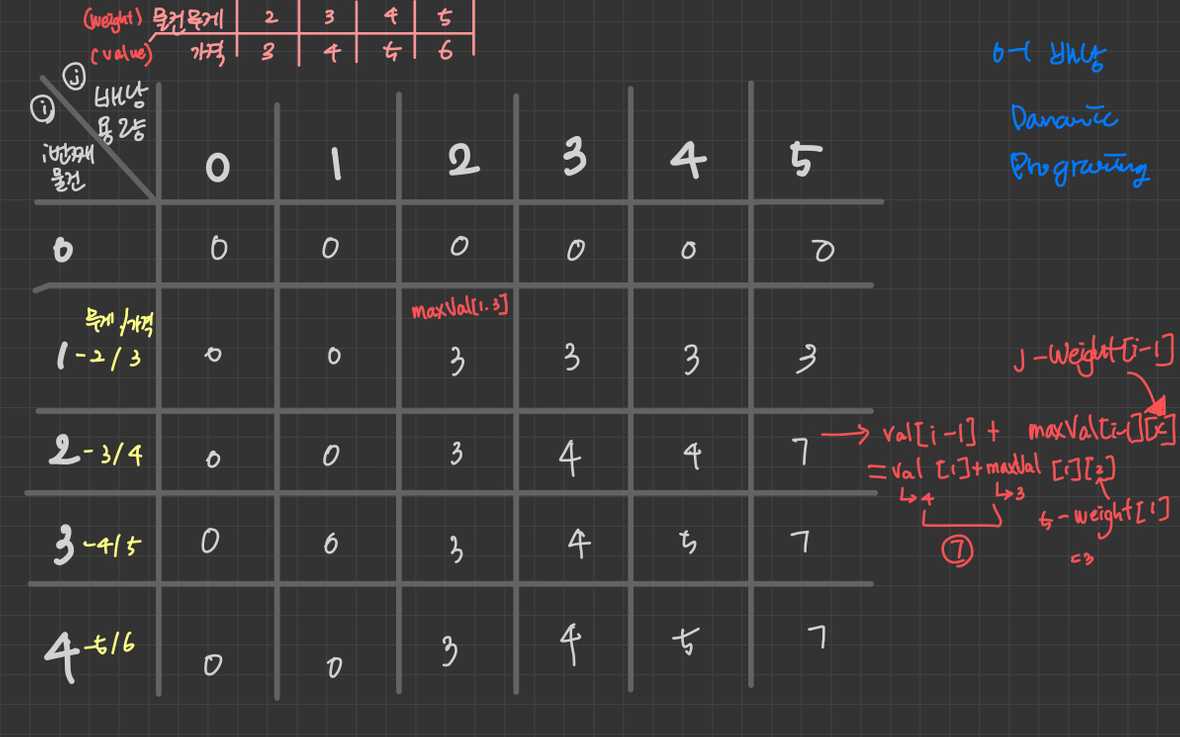 (weight) 물건무게 2 3 4 5
(value) 가격 3 4 5 6
0-1 배낭
Danamic
Programing
j 배낭
i 용량
i번째
물건
0 1 2 3 4 5
0 0 0 0 0 0 0
maxVal[1.3]
무게/가격
1 -2/3 0 0 3 3 3 3
j-weight[i-1]
2 -3/4 0 0 3 4 4 7 → val[i-1] + maxVal[i-1][x]
=val [1]+maxVal [1][2]
↳4 ↳3
5-weight[1]
=3
⑦
3 -4/5 0 0 3 4 5 7
4 -5/6 0 0 3 4 5 7